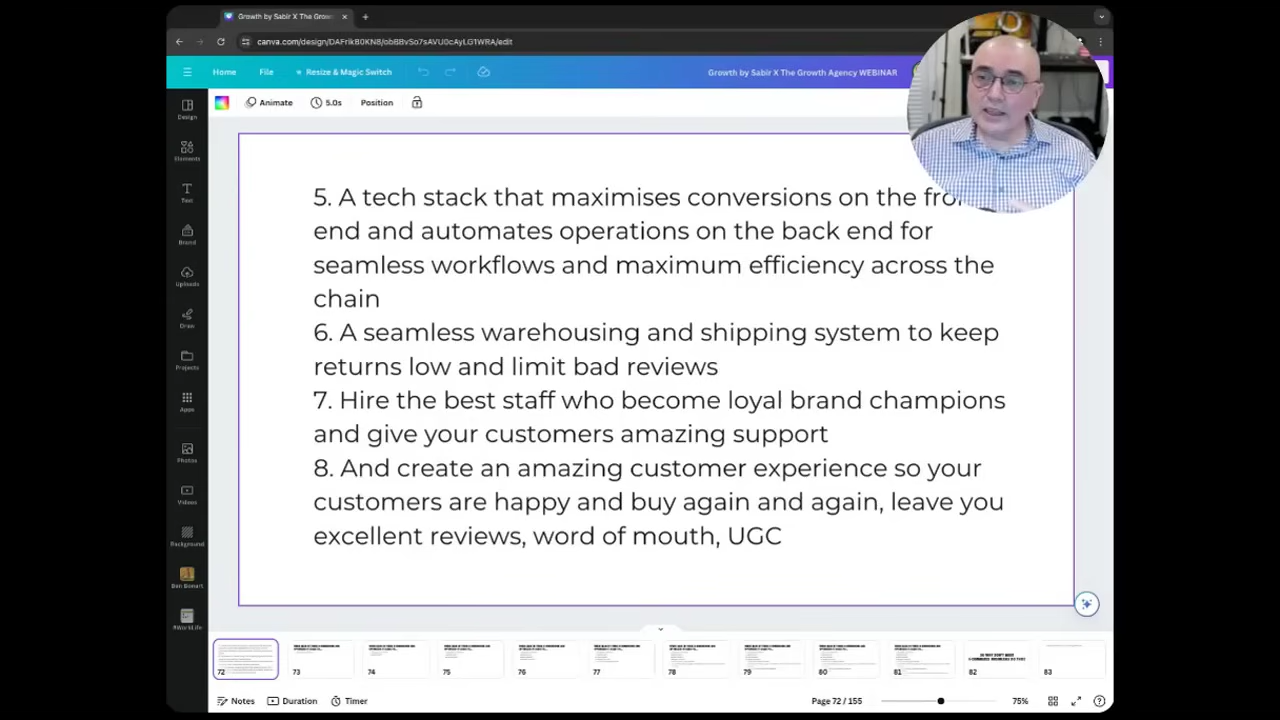 Growth by Sabir X The Grow
canva.com/design/DAFrikB0KN8/obBBvSo7sAVU0cAyLG1WRA/edit
Home File Resize & Magic Switch Growth by Sabir X The Growth Agency WEBINAR
Animate 5.0s Position
Design
Elements
Text
Brand
Uploads
Draw
Projects
Apps
Photos
Videos
Background
5. A tech stack that maximises conversions on the fro
end and automates operations on the back end for
seamless workflows and maximum efficiency across the
chain
6. A seamless warehousing and shipping system to keep
returns low and limit bad reviews
7. Hire the best staff who become loyal brand champions
and give your customers amazing support
8. And create an amazing customer experience so your
customers are happy and buy again and again, leave you
excellent reviews, word of mouth, UGC
72 73 74 75 76 77 78 79 80 81 82 83
Notes Duration Timer Page 72 / 155 75%